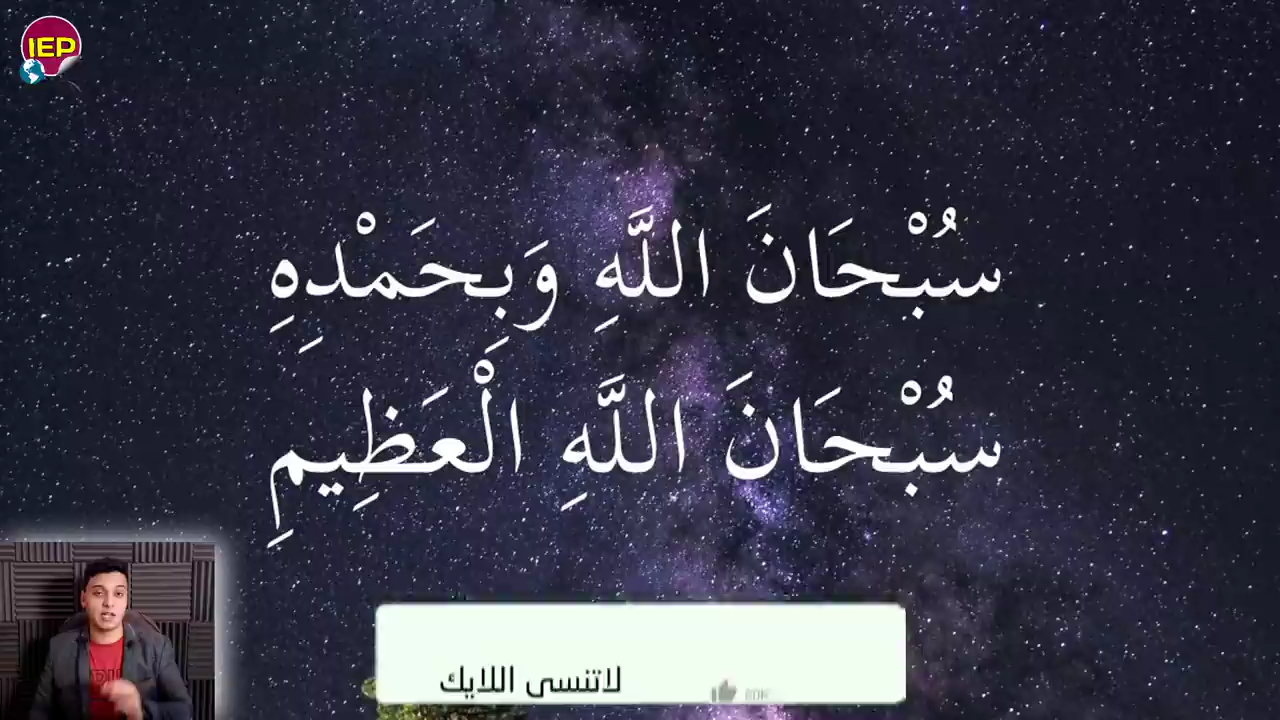 IEP
سُبْحَانَ اللَّهِ وَبِحَمْدِهِ
سُبْحَانَ اللَّهِ الْعَظِيمِ
لاتنسى اللايك